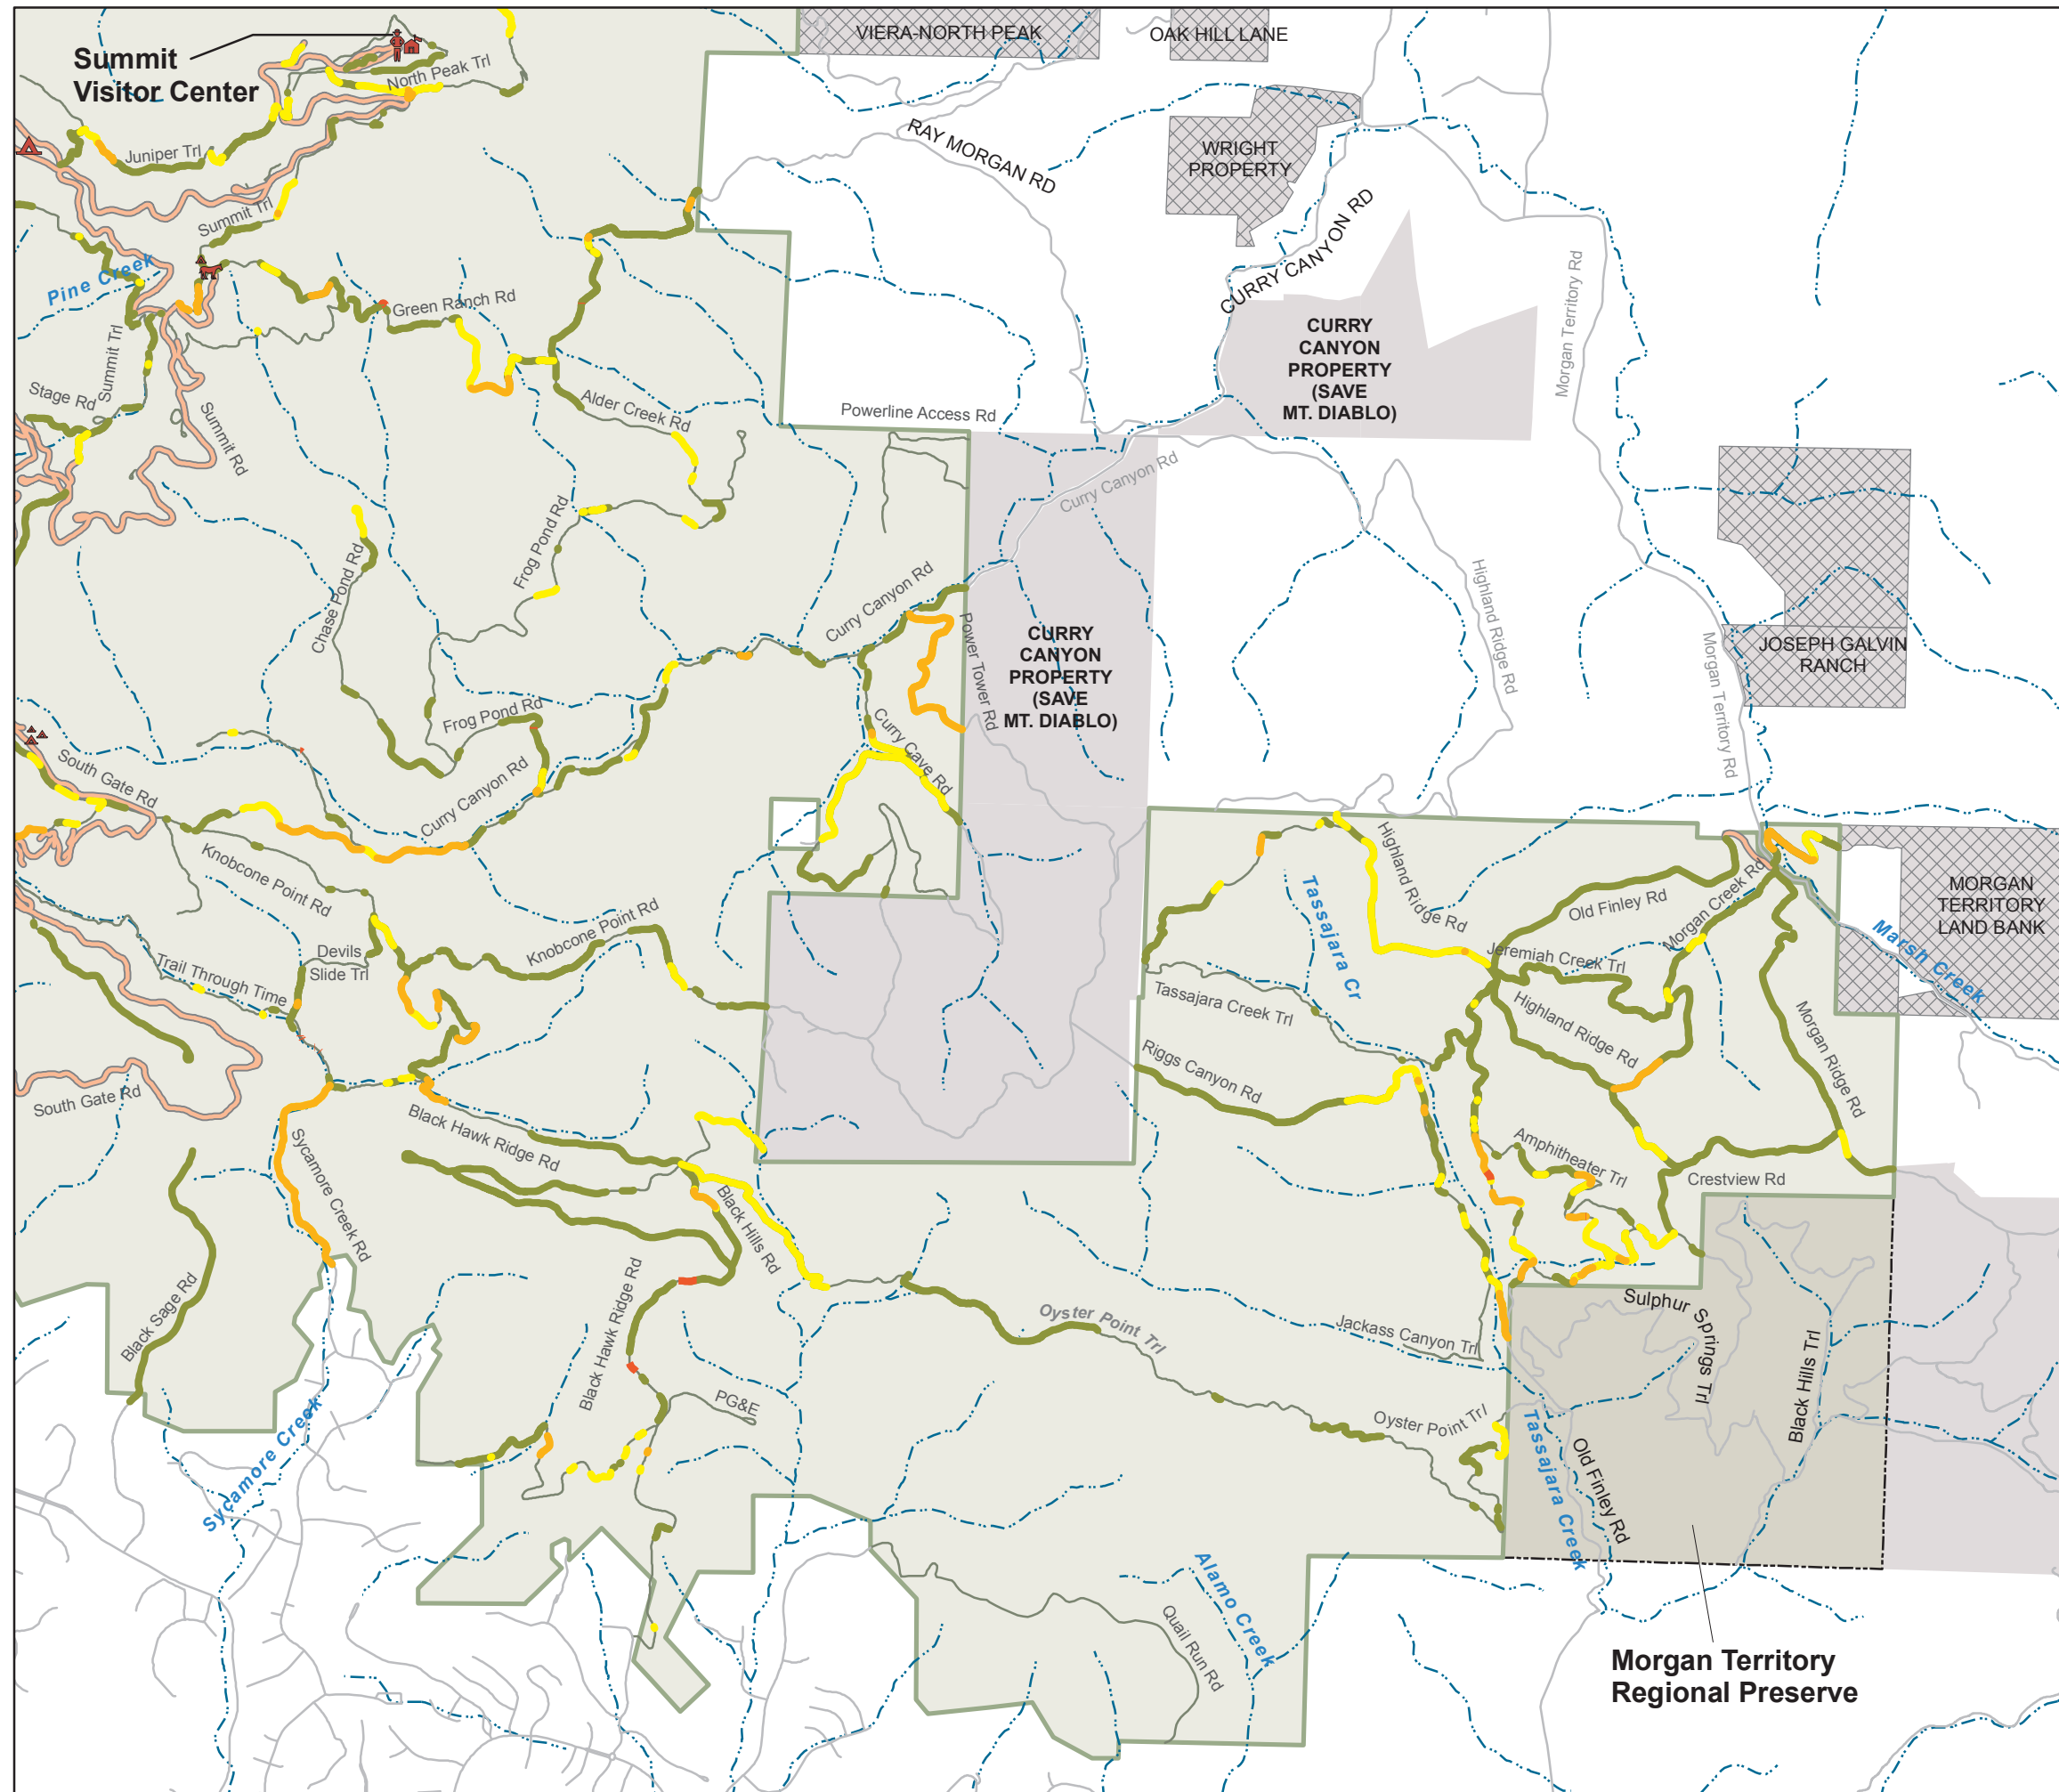 VIERA-NORTH PEAK
OAK HILL LANE
Summit
Visitor Center
North Peak Trl
RAY MORGAN RD
WRIGHT
PROPERTY
Juniper Trl
Summit Trl
CURRY CANYON RD
Pine Creek
Green Ranch Rd
Morgan Territory Rd
CURRY
CANYON
PROPERTY
(SAVE
MT. DIABLO)
Summit Trl
Stage Rd
Summit Rd
Alder Creek Rd
Powerline Access Rd
Curry Canyon Rd
Frog Pond Rd
Chase Pond Rd
Curry Canyon Rd
Highland Ridge Rd
Power Tower Rd
CURRY
CANYON
PROPERTY
(SAVE
MT. DIABLO)
Morgan Territory Rd
JOSEPH GALVIN
RANCH
Frog Pond Rd
Curry Cave Rd
South Gate Rd
Curry Canyon Rd
Knobcone Point Rd
Highland Ridge Rd
Tassajara Cr
Old Finley Rd
Morgan Creek Rd
MORGAN
TERRITORY
LAND BANK
Marsh Creek
Knobcone Point Rd
Devils
Slide Trl
Trail Through Time
Jeremiah Creek Trl
Tassajara Creek Trl
Highland Ridge Rd
Morgan Ridge Rd
Riggs Canyon Rd
South Gate Rd
Black Hawk Ridge Rd
Sycamore Creek Rd
Amphitheater Trl
Crestview Rd
Black Hills Rd
Black Sage Rd
Black Hawk Ridge Rd
Oyster Point Trl
Jackass Canyon Trl
Sulphur Springs Trl
Black Hills Trl
PG&E
Oyster Point Trl
Sycamore Creek
Tassajara Creek
Old Finley Rd
Alamo Creek
Quail Run Rd
Morgan Territory
Regional Preserve